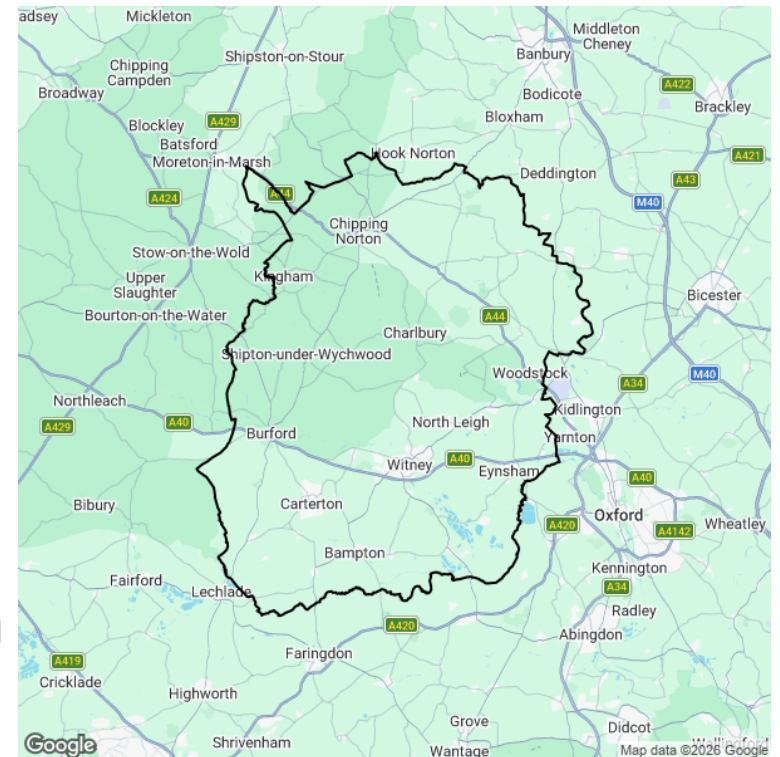 adsey
Mickleton
Middleton
Cheney
Banbury
Shipston-on-Stour
Chipping
Campden
A422
Broadway
Bodicote
Brackley
Blockley
A429
Bloxham
Batsford
Moreton-in-Marsh
Hook Norton
A421
Deddington
A43
A424
A44
M40
Chipping
Norton
Stow-on-the-Wold
Kingham
Upper
Slaughter
Bicester
Bourton-on-the-Water
A44
Charlbury
Shipton-under-Wychwood
Woodstock
M40
A34
Northleach
Kidlington
A40
North Leigh
A429
Burford
Yarnton
Witney
A40
Eynsham
A40
Bibury
Carterton
Oxford
A420
Wheatley
A4142
Bampton
Kennington
Fairford
Lechlade
A34
Radley
A420
Abingdon
Faringdon
A419
Cricklade
Highworth
Grove
Didcot
Shrivenham
Wantage
Wallingford
Google
Map data ©2026 Google